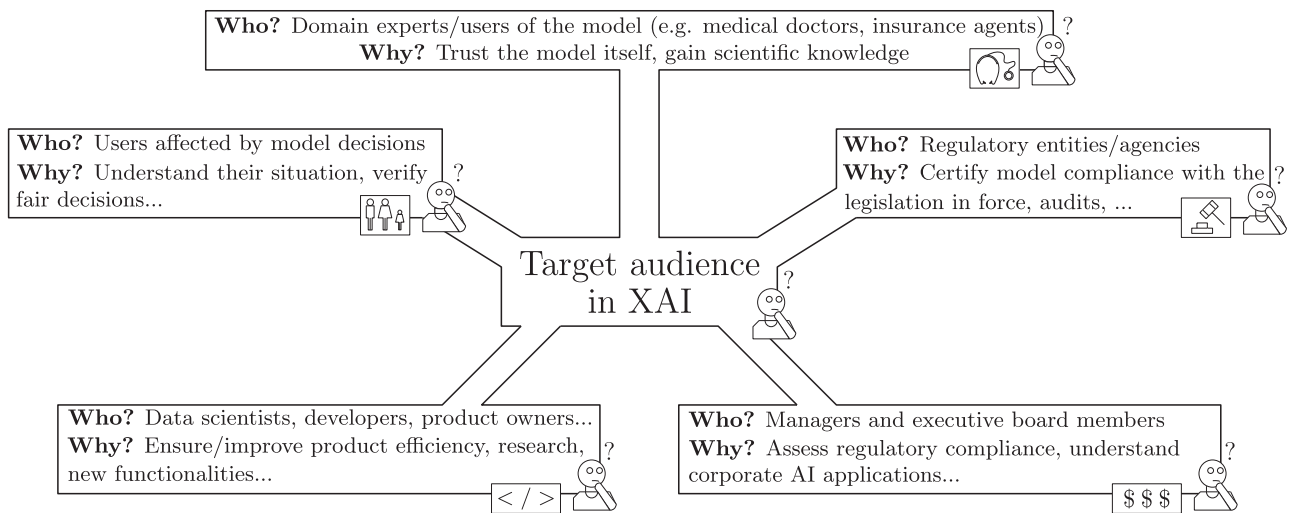 Who? Domain experts/users of the model (e.g. medical doctors, insurance agents)
?
Why? Trust the model itself, gain scientific knowledge
Who? Users affected by model decisions
Why? Understand their situation, verify
?
fair decisions...
Who? Regulatory entities/agencies
Why? Certify model compliance with the
?
legislation in force, audits, ...
Target audience
in XAI
?
Who? Data scientists, developers, product owners...
Why? Ensure/improve product efficiency, research,
?
new functionalities...
< / >
Who? Managers and executive board members
Why? Assess regulatory compliance, understand
?
corporate AI applications...
$ $ $